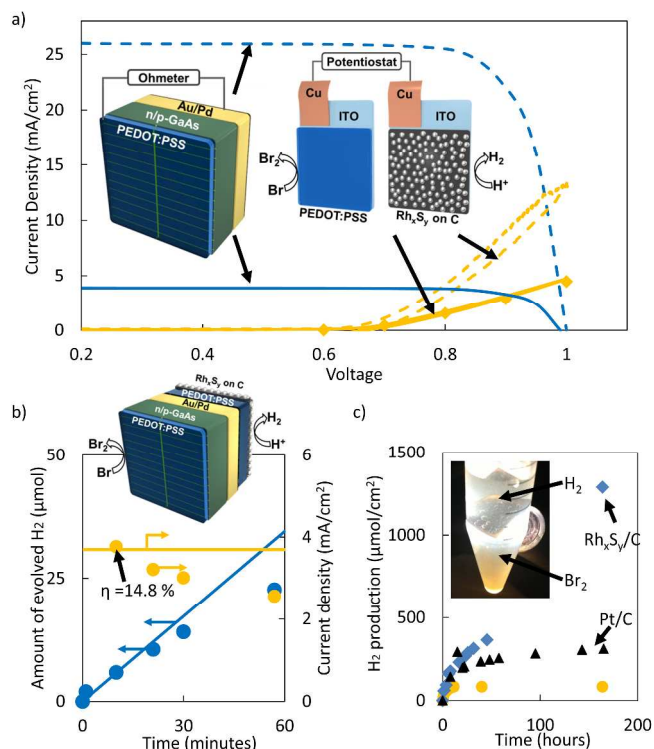 a)
Ohmeter
Au/Pd
n/p-GaAs
PEDOT:PSS
Potentiostat
Cu
ITO
Cu
ITO
Br2
Br
PEDOT:PSS
H2
H+
RhxSy on C
Current Density (mA/cm²)
30
25
20
15
10
5
0
0.2
0.4
0.6
0.8
1
Voltage
b)
RhxSy on C
PEDOT:PSS
Au/Pd
n/p-GaAs
PEDOT:PSS
Br2
Br
H2
H+
Amount of evolved H2 (µmol)
50
25
0
η =14.8 %
6
5
4
3
2
1
0
Current density (mA/cm²)
0
30
60
Time (minutes)
c)
H2 production (µmol/cm²)
1500
1000
500
0
H2
Br2
RhxSy/C
Pt/C
0
100
200
Time (hours)